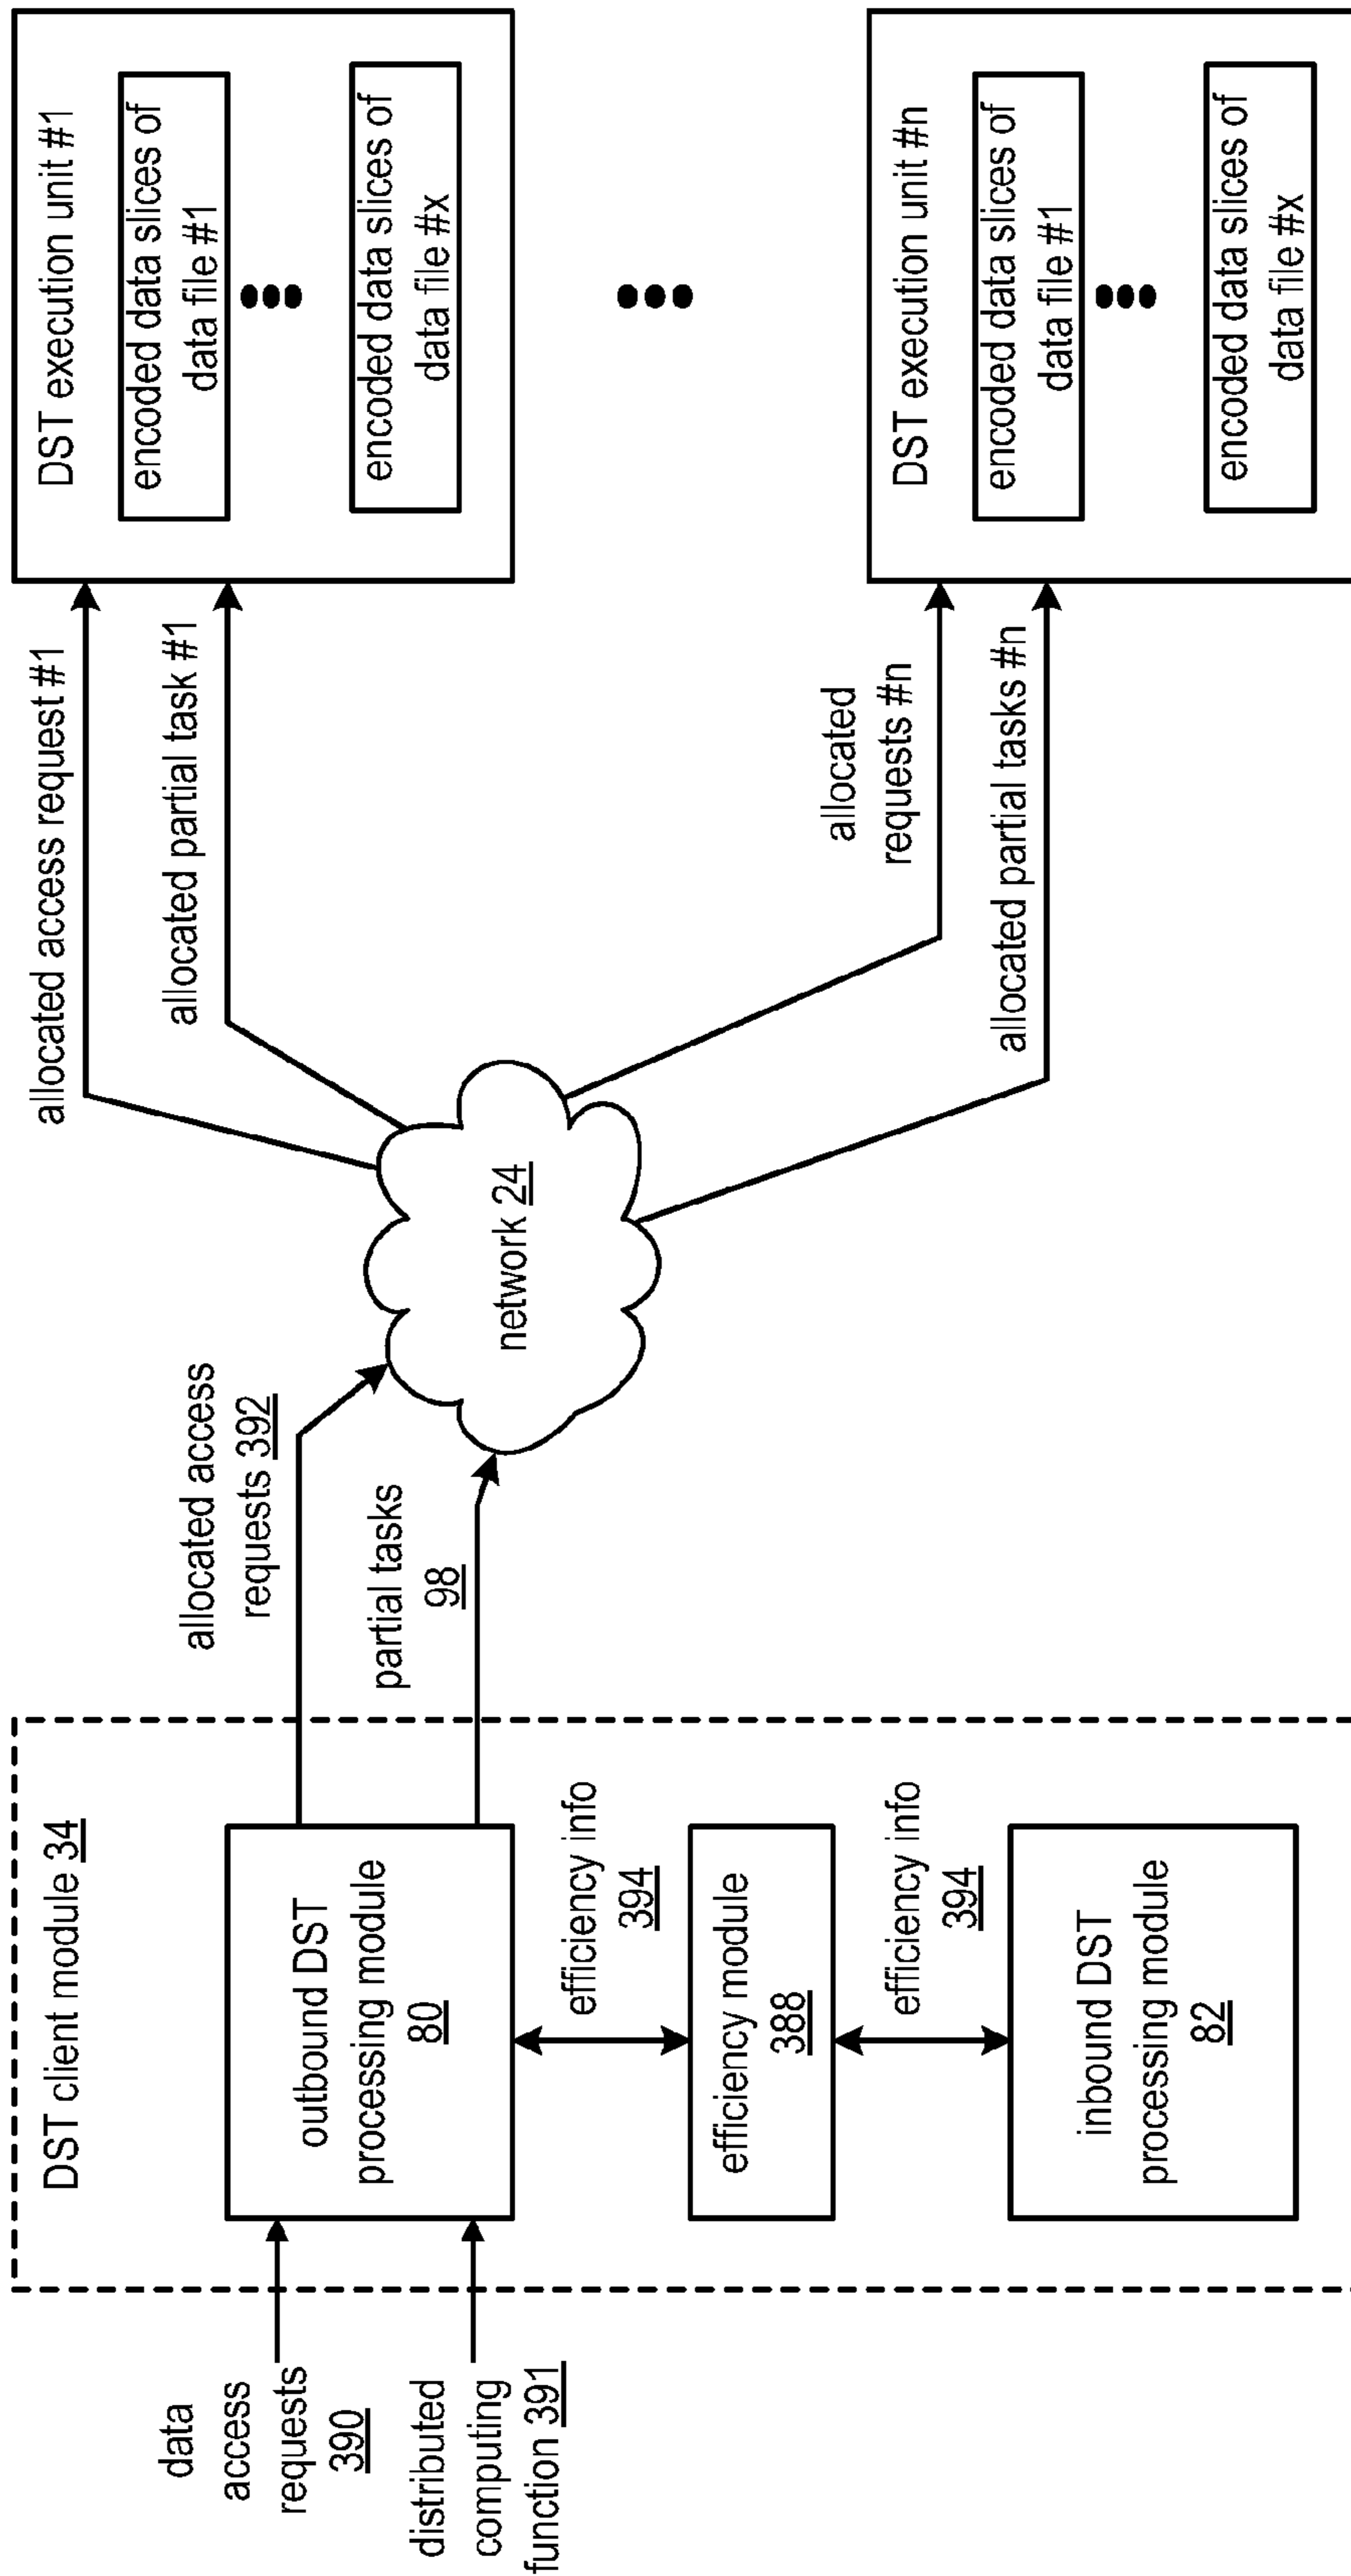 DST client module 34
data
access
requests
390
distributed
computing
function 391
outbound DST
processing module
80
efficiency info
394
efficiency module
388
efficiency info
394
inbound DST
processing module
82
allocated access
requests 392
partial tasks
98
network 24
allocated access request #1
allocated partial task #1
allocated
requests #n
allocated partial tasks #n
DST execution unit #1
encoded data slices of
data file #1
encoded data slices of
data file #x
DST execution unit #n
encoded data slices of
data file #1
encoded data slices of
data file #x